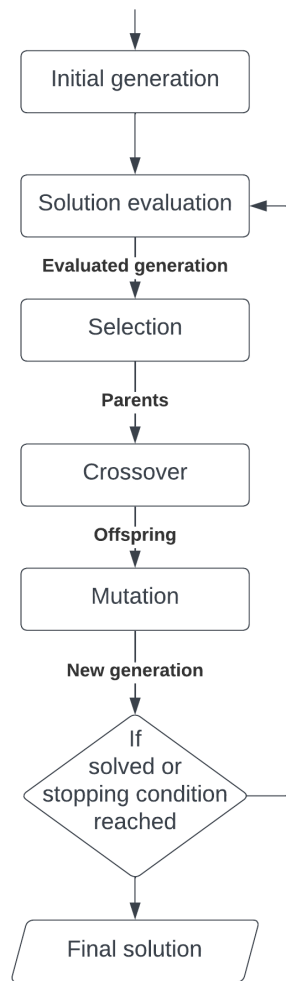 Initial generation
Solution evaluation
Evaluated generation
Selection
Parents
Crossover
Offspring
Mutation
New generation
If
solved or
stopping condition
reached
Final solution